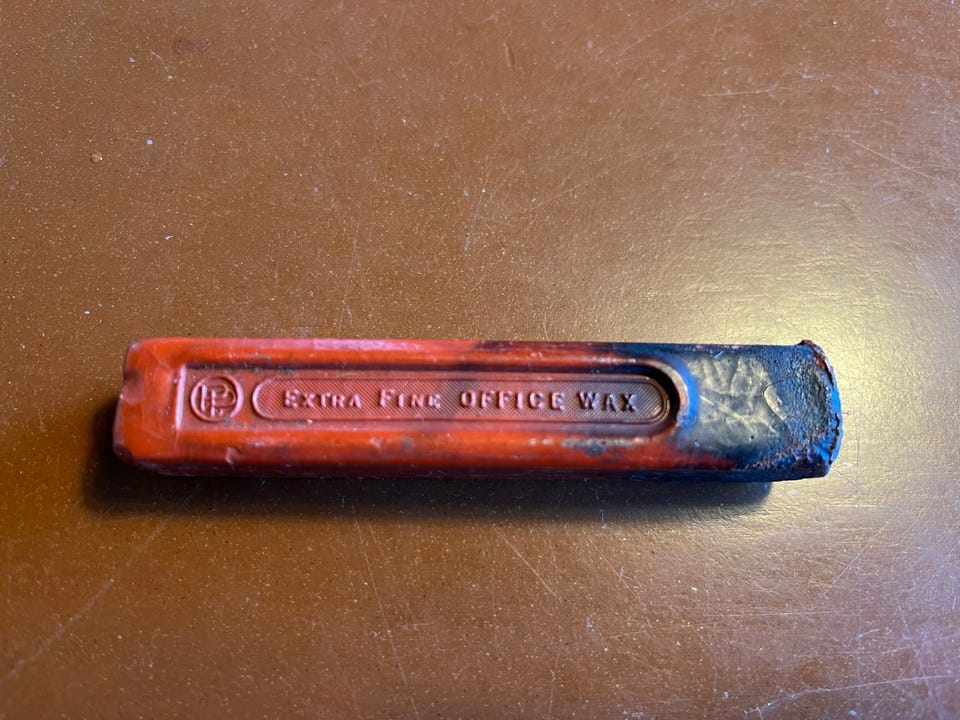 EXTRA FINE OFFICE WAX